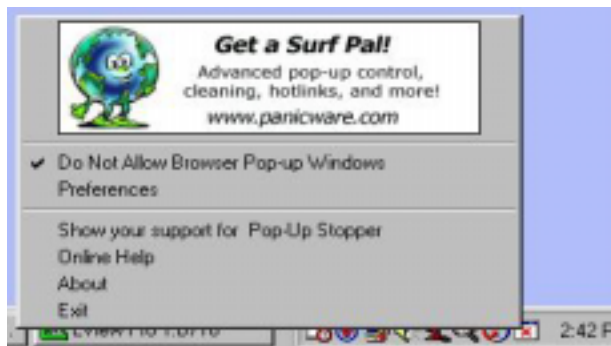 Get a Surf Pal!
Advanced pop-up control,
cleaning, hotlinks, and more!
www.panicware.com
Do Not Allow Browser Pop-up Windows
Preferences
Show your support for Pop-Up Stopper
Online Help
About
Exit
2:42 P